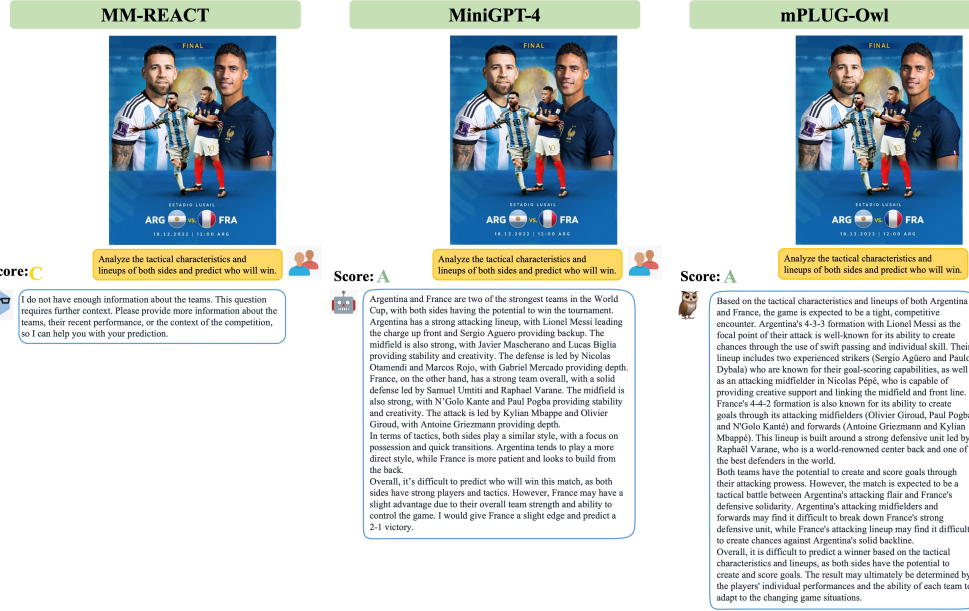 MM-REACT
FINAL
ESTADIO LUSAIL
ARG VS. FRA
18.12.2022 | 12:00 ARG
Analyze the tactical characteristics and
lineups of both sides and predict who will win.
core:C
I do not have enough information about the teams. This question
requires further context. Please provide more information about the
teams, their recent performance, or the context of the competition,
so I can help you with your prediction.
MiniGPT-4
FINAL
ESTADIO LUSAIL
ARG VS. FRA
18.12.2022 | 12:00 ARG
Analyze the tactical characteristics and
lineups of both sides and predict who will win.
Score: A
Argentina and France are two of the strongest teams in the World
Cup, with both sides having the potential to win the tournament.
Argentina has a strong attacking lineup, with Lionel Messi leading
the charge up front and Sergio Aguero providing backup. The
midfield is also strong, with Javier Mascherano and Lucas Biglia
providing stability and creativity. The defense is led by Nicolas
Otamendi and Marcos Rojo, with Gabriel Mercado providing depth.
France, on the other hand, has a strong team overall, with a solid
defense led by Samuel Umtiti and Raphael Varane. The midfield is
also strong, with N'Golo Kante and Paul Pogba providing stability
and creativity. The attack is led by Kylian Mbappe and Olivier
Giroud, with Antoine Griezmann providing depth.
In terms of tactics, both sides play a similar style, with a focus on
possession and quick transitions. Argentina tends to play a more
direct style, while France is more patient and looks to build from
the back.
Overall, it's difficult to predict who will win this match, as both
sides have strong players and tactics. However, France may have a
slight advantage due to their overall team strength and ability to
control the game. I would give France a slight edge and predict a
2-1 victory.
mPLUG-Owl
FINAL
ESTADIO LUSAIL
ARG VS. FRA
18.12.2022 | 12:00 ARG
Analyze the tactical characteristics and
lineups of both sides and predict who will win.
Score: A
Based on the tactical characteristics and lineups of both Argentina
and France, the game is expected to be a tight, competitive
encounter. Argentina's 4-3-3 formation with Lionel Messi as the
focal point of their attack is well-known for its ability to create
chances through the use of swift passing and individual skill. Their
lineup includes two experienced strikers (Sergio Agüero and Paulo
Dybala) who are known for their goal-scoring capabilities, as well
as an attacking midfielder in Nicolas Pépé, who is capable of
providing creative support and linking the midfield and front line.
France's 4-4-2 formation is also known for its ability to create
goals through its attacking midfielders (Olivier Giroud, Paul Pogba
and N'Golo Kanté) and forwards (Antoine Griezmann and Kylian
Mbappé). This lineup is built around a strong defensive unit led by
Raphaël Varane, who is a world-renowned center back and one of
the best defenders in the world.
Both teams have the potential to create and score goals through
their attacking prowess. However, the match is expected to be a
tactical battle between Argentina's attacking flair and France's
defensive solidarity. Argentina's attacking midfielders and
forwards may find it difficult to break down France's strong
defensive unit, while France's attacking lineup may find it difficult
to create chances against Argentina's solid backline.
Overall, it is difficult to predict a winner based on the tactical
characteristics and lineups, as both sides have the potential to
create and score goals. The result may ultimately be determined by
the players' individual performances and the ability of each team to
adapt to the changing game situations.